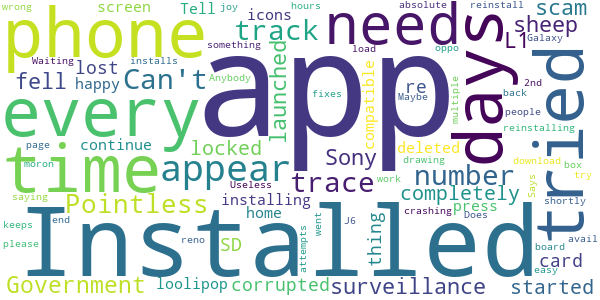 wrong screen Tell joy hours absolute reinstall
phone icons track needs L1 scam
Waiting something load oppo Galaxy
fell lost Can't launched app compatible Maybe sheep
happy Anybody fixes re days 2nd back
every continue locked deleted multiple people tried
page Sony drawing reinstalling
time appear trace work number download box
moron Useless completely Says try
saying Pointless installing thing press crashing Does shortly
end home went J6 board avail
keeps reno SD Installed attempts card
please surveillance easy
Government loolipop corrupted started